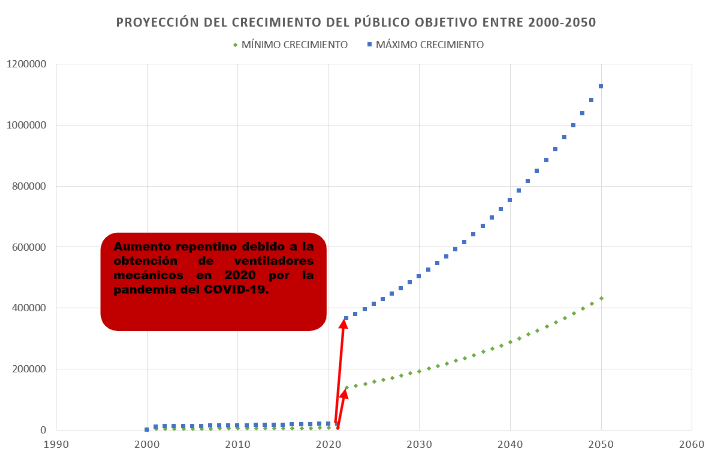 PROYECCIÓN DEL CRECIMIENTO DEL PÚBLICO OBJETIVO ENTRE 2000-2050
MÍNIMO CRECIMIENTO MÁXIMO CRECIMIENTO
1200000
1000000
800000
600000
400000
200000
0
Aumento repentino debido a la
obtención de ventiladores
mecánicos en 2020 por la
pandemia del COVID-19.
1990 2000 2010 2020 2030 2040 2050 2060